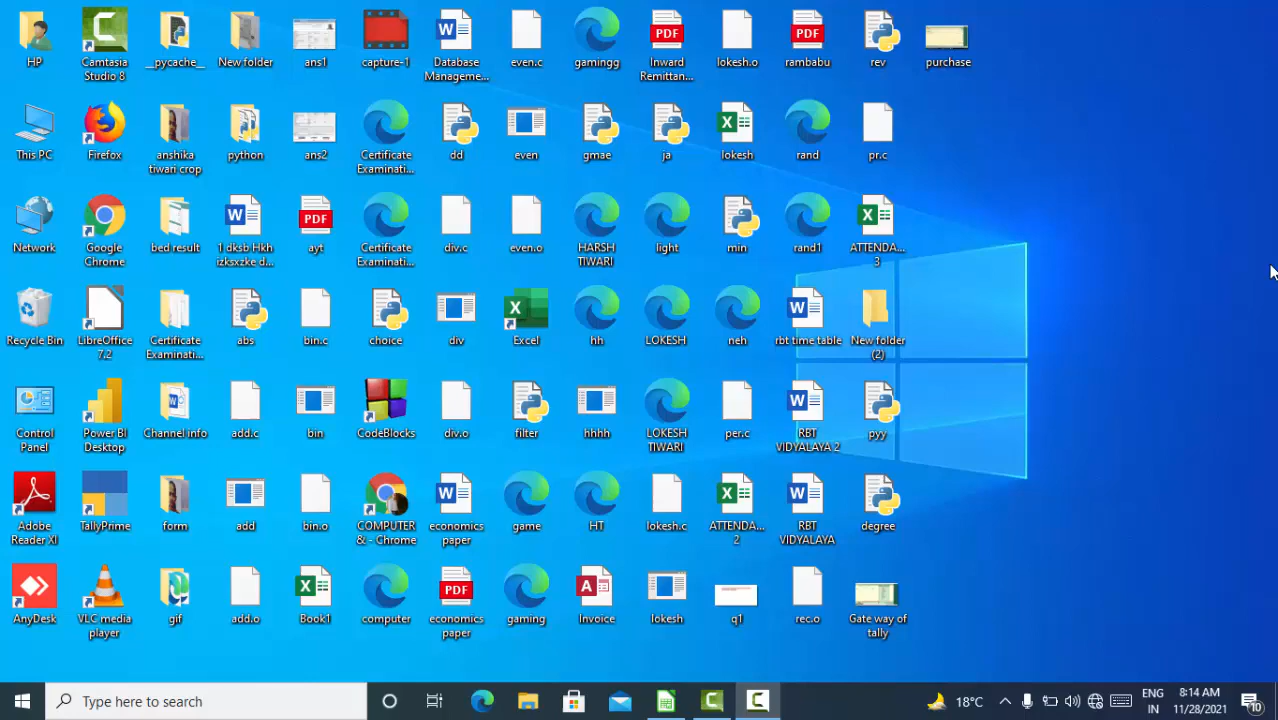 HP
Camtasia
Studio 8
__pycache__
New folder
ans1
capture-1
Database
Manageme...
even.c
gamingg
PDF
Inward
Remittan...
lokesh.o
PDF
rambabu
rev
purchase
This PC
Firefox
anshika
tiwari crop
python
ans2
Certificate
Examinati...
dd
even
gmae
ja
lokesh
rand
pr.c
Network
Google
Chrome
bed result
1 dksb Hkh
izksxzke d...
PDF
ayt
Certificate
Examinati...
div.c
even.o
HARSH
TIWARI
light
min
rand1
ATTENDA...
3
Recycle Bin
LibreOffice
7.2
Certificate
Examinati...
abs
bin.c
choice
div
Excel
hh
LOKESH
neh
rbt time table
New folder
(2)
Control
Panel
Power BI
Desktop
Channel info
add.c
bin
CodeBlocks
div.o
filter
hhhh
LOKESH
TIWARI
per.c
RBT
VIDYALAYA 2
pyy
Adobe
Reader XI
TallyPrime
form
add
bin.o
COMPUTER
& - Chrome
economics
paper
game
HT
lokesh.c
ATTENDA...
2
RBT
VIDYALAYA
degree
AnyDesk
VLC media
player
gif
add.o
Book1
computer
PDF
economics
paper
gaming
Invoice
lokesh
q1
rec.o
Gate way of
tally
Type here to search
18°C
ENG
IN
8:14 AM
11/28/2021
10